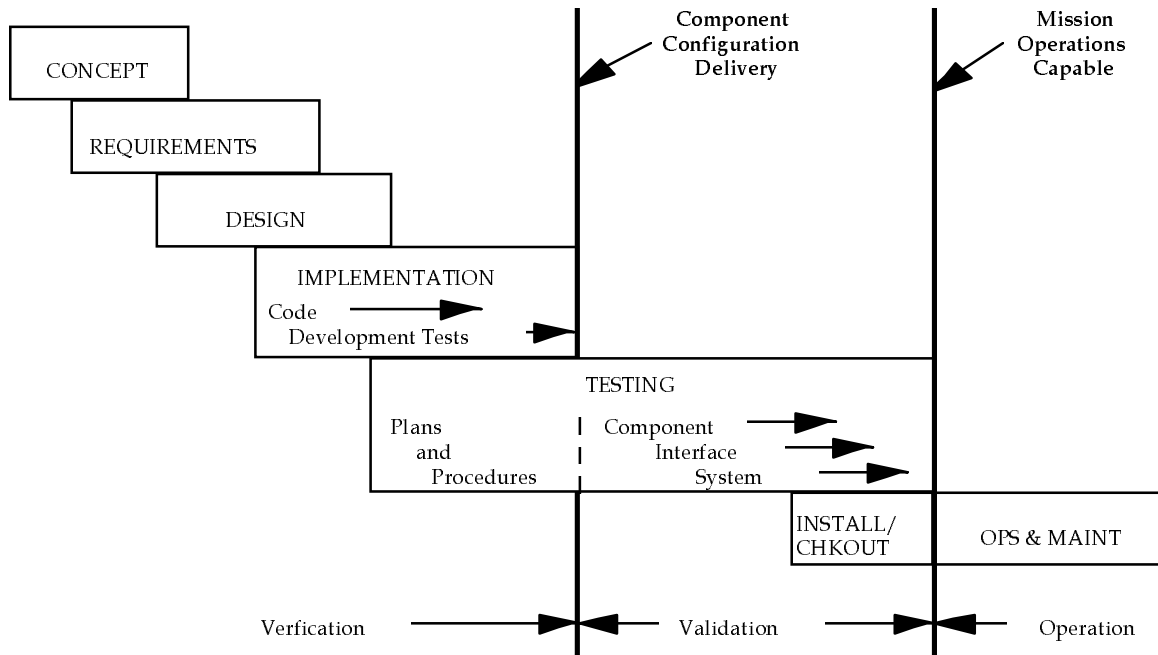 Component
Configuration
Delivery
Mission
Operations
Capable
CONCEPT
REQUIREMENTS
DESIGN
IMPLEMENTATION
Code
Development Tests
TESTING
Plans
and
Procedures
Component
Interface
System
INSTALL/
CHKOUT
OPS & MAINT
Verfication
Validation
Operation